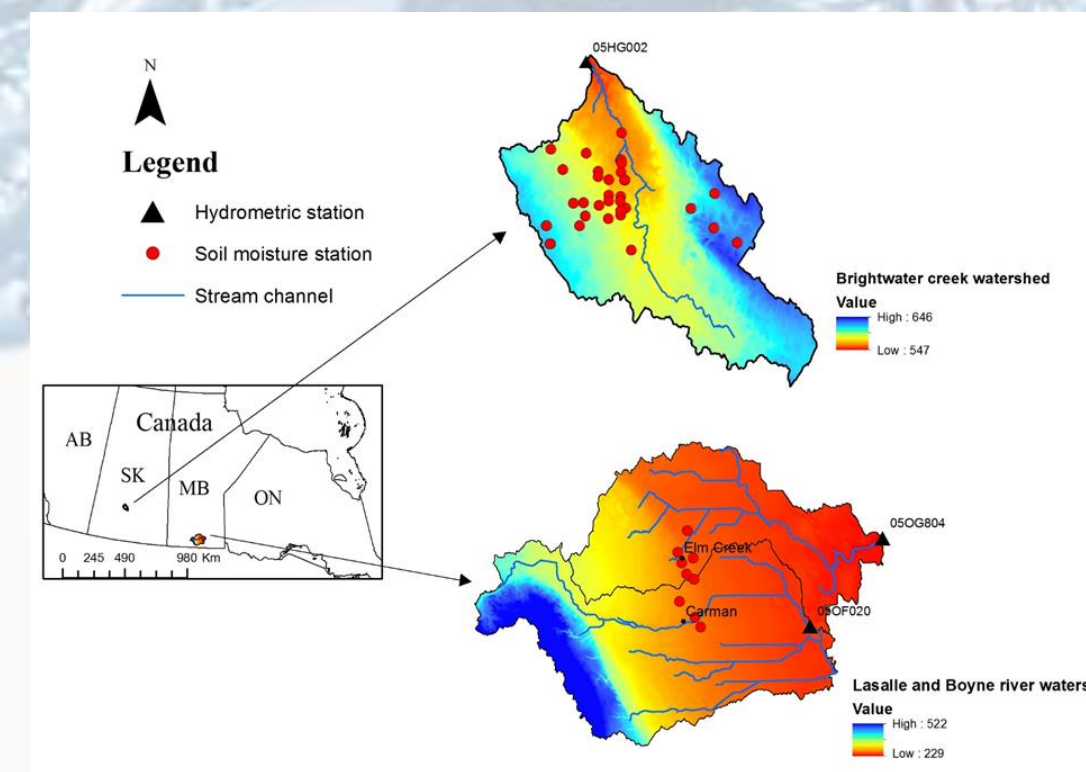 N
Legend
Hydrometric station
Soil moisture station
Stream channel
05HG002
Brightwater creek watershed
Value
High : 646
Low : 547
Canada
AB
SK
MB
ON
0 245 490 980 Km
05OG804
Elm Creek
Carman
05OF020
Lasalle and Boyne river waters
Value
High : 522
Low : 229